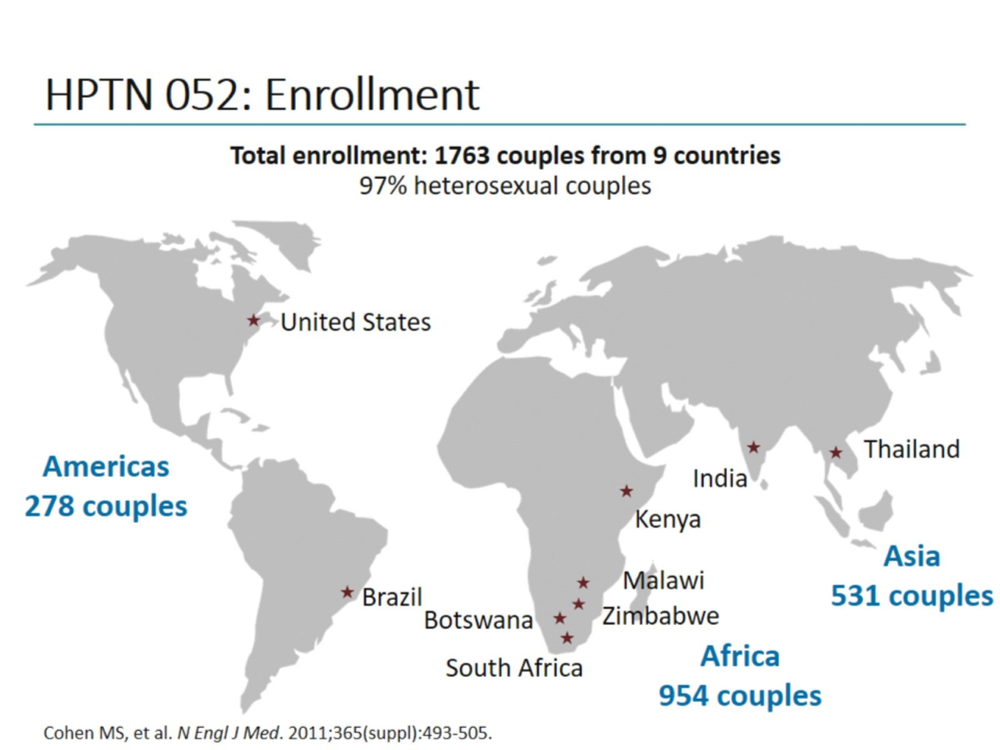 HPTN 052: Enrollment
Total enrollment: 1763 couples from 9 countries
97% heterosexual couples
United States
Americas
278 couples
Brazil
Thailand
India
Kenya
Malawi
Zimbabwe
Botswana
South Africa
Asia
531 couples
Africa
954 couples
Cohen MS, et al. N Engl J Med. 2011;365(suppl):493-505.